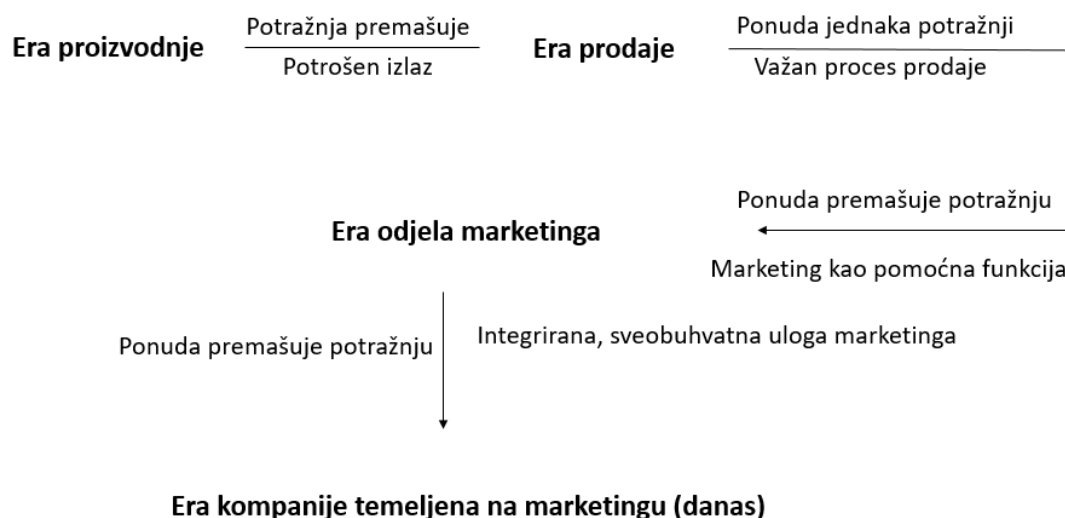 Era proizvodnje
Potražnja premašuje
Potrošen izlaz
Era prodaje
Ponuda jednaka potražnji
Važan proces prodaje
Ponuda premašuje potražnju
Era odjela marketinga
Marketing kao pomoćna funkcija
Ponuda premašuje potražnju
Integrirana, sveobuhvatna uloga marketinga
Era kompanije temeljena na marketingu (danas)